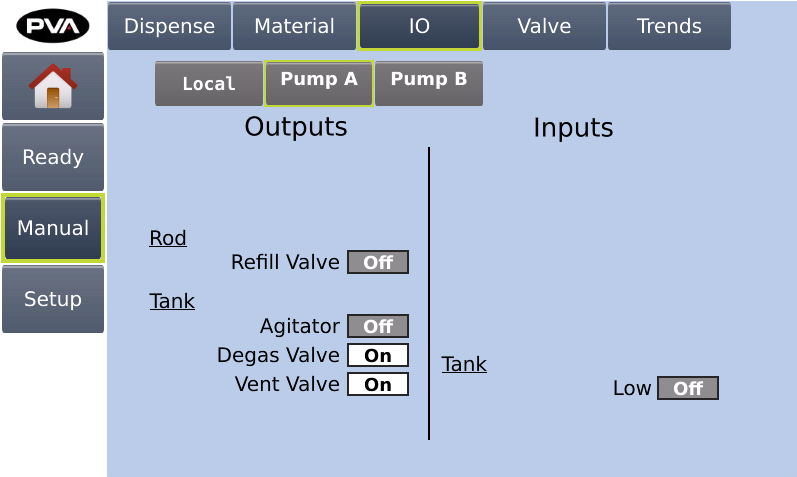 PVA
Dispense Material IO Valve Trends
Local Pump A Pump B
Ready
Manual
Setup
Outputs
Rod
Refill Valve Off
Tank
Agitator Off
Degas Valve On
Vent Valve On
Inputs
Tank
Low Off